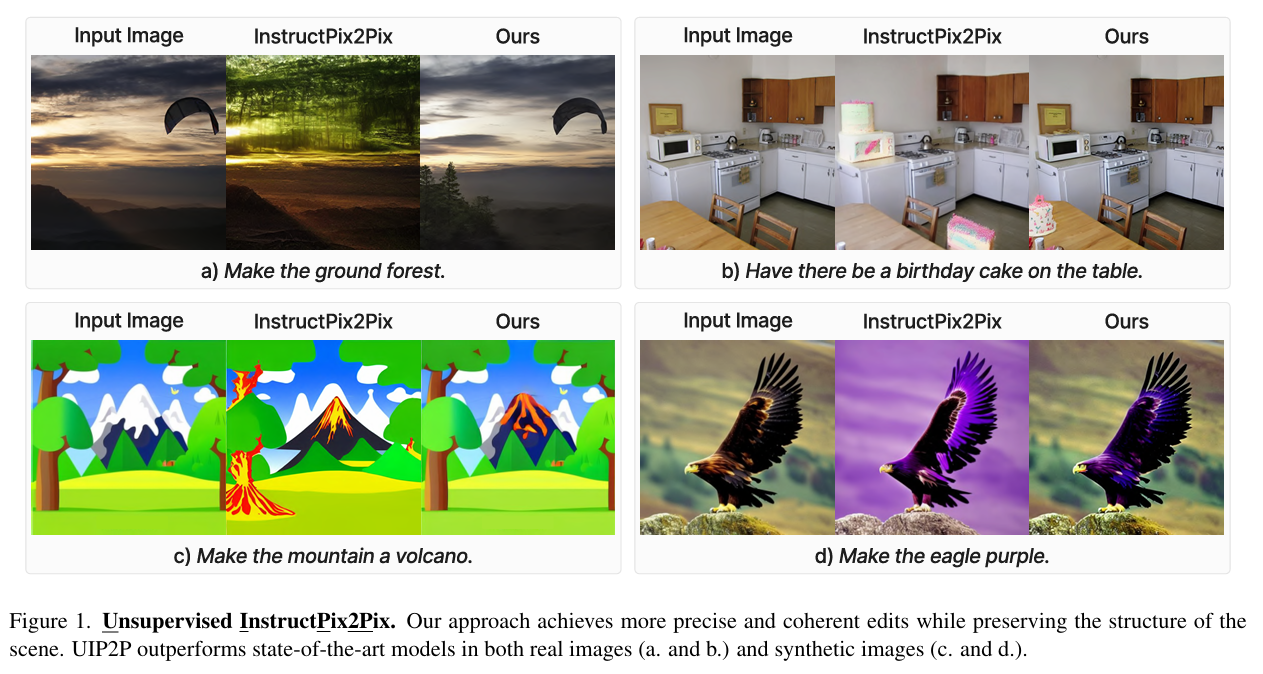 Input Image InstructPix2Pix Ours
a) Make the ground forest.
Input Image InstructPix2Pix Ours
b) Have there be a birthday cake on the table.
Input Image InstructPix2Pix Ours
c) Make the mountain a volcano.
Input Image InstructPix2Pix Ours
d) Make the eagle purple.
Figure 1. Unsupervised InstructPix2Pix. Our approach achieves more precise and coherent edits while preserving the structure of the
scene. UIP2P outperforms state-of-the-art models in both real images (a. and b.) and synthetic images (c. and d.).